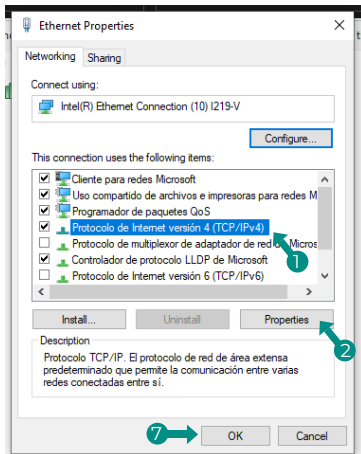 Ethernet Properties
Networking Sharing
Connect using:
Intel(R) Ethernet Connection (10) I219-V
Configure...
This connection uses the following items:
Cliente para redes Microsoft
Uso compartido de archivos e impresoras para redes M
Programador de paquetes QoS
Protocolo de Internet versión 4 (TCP/IPv4)
Protocolo de multiplexor de adaptador de red de Micros
1
Controlador de protocolo LLDP de Microsoft
Protocolo de Internet versión 6 (TCP/IPv6)
Install... Uninstall Properties
2
Description
Protocolo TCP/IP. El protocolo de red de área extensa
predeterminado que permite la comunicación entre varias
redes conectadas entre sí.
7
OK Cancel